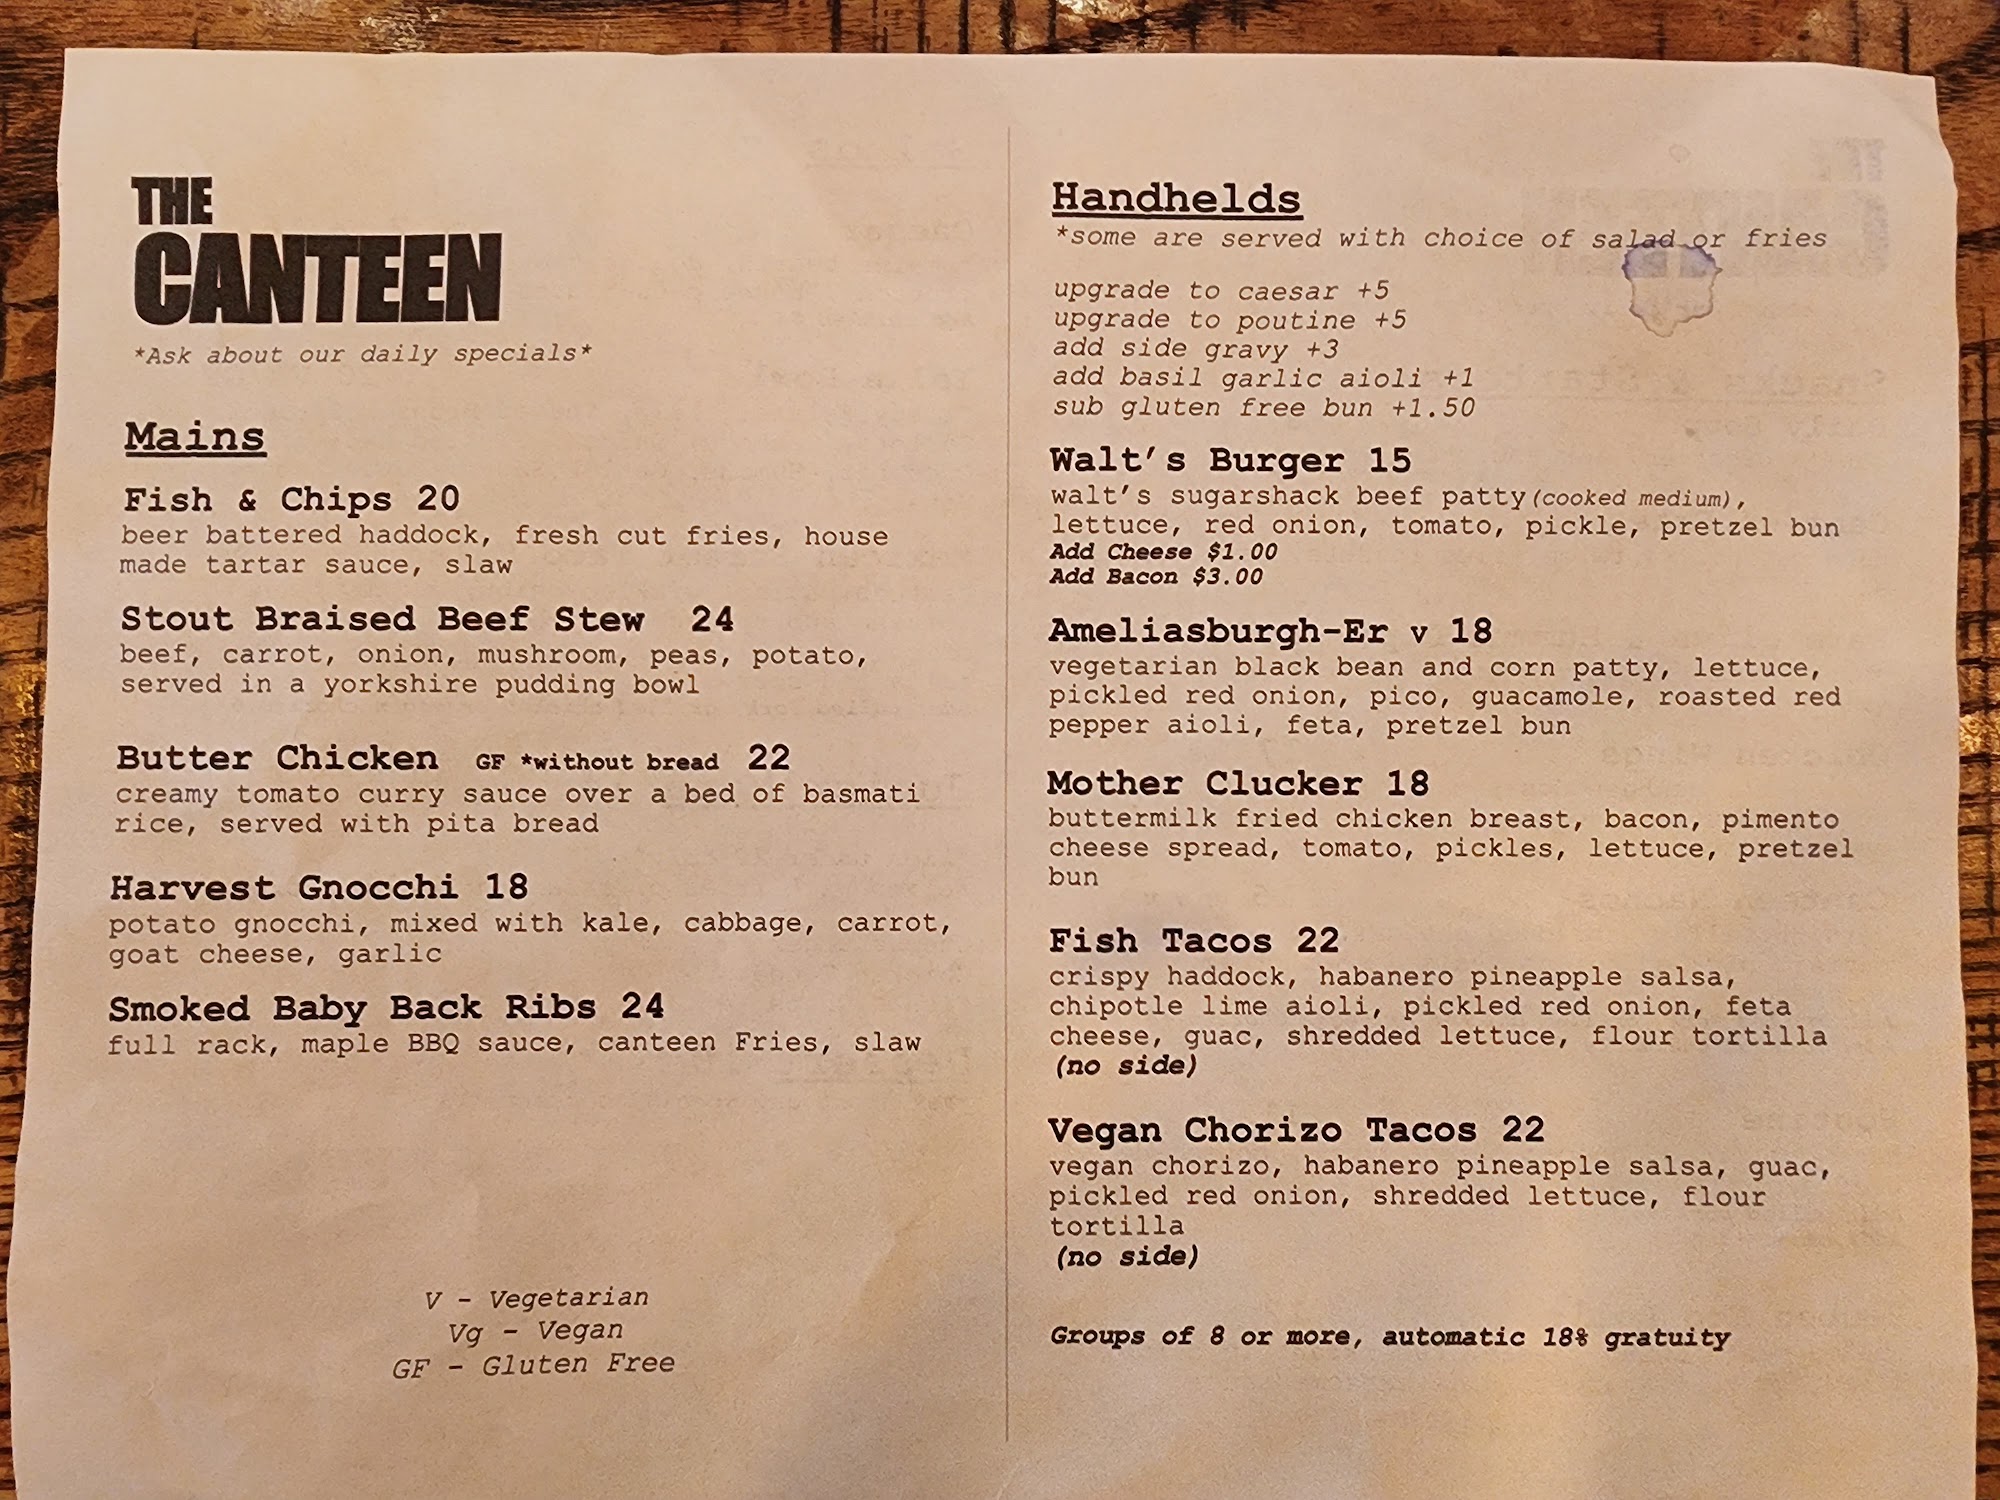 THE
CANTEEN
*Ask about our daily specials*
Mains
Fish & Chips 20
beer battered haddock, fresh cut fries, house
made tartar sauce, slaw
Stout Braised Beef Stew 24
beef, carrot, onion, mushroom, peas, potato,
served in a yorkshire pudding bowl
Butter Chicken GF *without bread 22
creamy tomato curry sauce over a bed of basmati
rice, served with pita bread
Harvest Gnocchi 18
potato gnocchi, mixed with kale, cabbage, carrot,
goat cheese, garlic
Smoked Baby Back Ribs 24
full rack, maple BBQ sauce, canteen Fries, slaw
V - Vegetarian
Vg - Vegan
GF - Gluten Free
Handhelds
*some are served with choice of salad or fries
upgrade to caesar +5
upgrade to poutine +5
add side gravy +3
add basil garlic aioli +1
sub gluten free bun +1.50
Walt's Burger 15
walt's sugarshack beef patty(cooked medium),
lettuce, red onion, tomato, pickle, pretzel bun
Add Cheese $1.00
Add Bacon $3.00
Ameliasburgh-Er v 18
vegetarian black bean and corn patty, lettuce,
pickled red onion, pico, guacamole, roasted red
pepper aioli, feta, pretzel bun
Mother Clucker 18
buttermilk fried chicken breast, bacon, pimento
cheese spread, tomato, pickles, lettuce, pretzel
bun
Fish Tacos 22
crispy haddock, habanero pineapple salsa,
chipotle lime aioli, pickled red onion, feta
cheese, guac, shredded lettuce, flour tortilla
(no side)
Vegan Chorizo Tacos 22
vegan chorizo, habanero pineapple salsa, guac,
pickled red onion, shredded lettuce, flour
tortilla
(no side)
Groups of 8 or more, automatic 18% gratuity